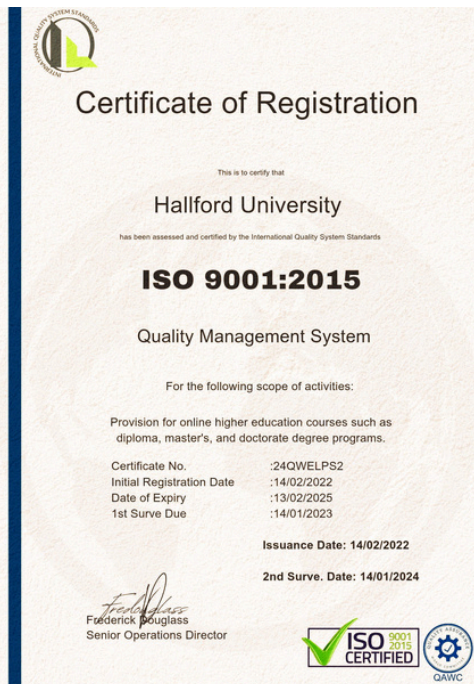 INTERNATIONAL QUALITY SYSTEM STANDARDS
Certificate of Registration
This is to certify that
Hallford University
has been assessed and certified by the International Quality System Standards
ISO 9001:2015
Quality Management System
For the following scope of activities:
Provision for online higher education courses such as
diploma, master's, and doctorate degree programs.
Certificate No. :24QWELPS2
Initial Registration Date :14/02/2022
Date of Expiry :13/02/2025
1st Surve Due :14/01/2023
Issuance Date: 14/02/2022
2nd Surve. Date: 14/01/2024
Fredouglass
Frederick Douglass
Senior Operations Director
ISO 9001 2015
CERTIFIED
QUALITY ASSURANCE
QAWC